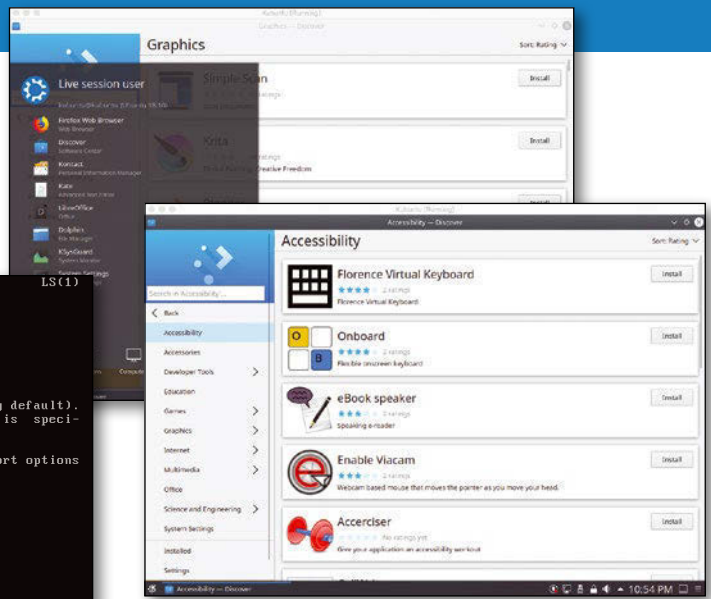 Graphics — Discover
Graphics
Sort: Rating
Live session user
Simple Scan
Install
Firefox Web Browser
Web Browser
Discover
Software Center
Krita
Install
Kontact
Personal Information Manager
Creative Freedom
Kate
LibreOffice
Office
Dolphin
File Manager
KSysGuard
System Monitor
System Settings
LS(1)
default).
is speci-
ort options
Accessibility — Discover
Accessibility
Sort: Rating
Search in 'Accessibility'...
Back
Accessibility
Accessories
Developer Tools
Education
Games
Graphics
Internet
Multimedia
Office
Science and Engineering
System Settings
Installed
Settings
Florence Virtual Keyboard
Install
2 ratings
Florence Virtual Keyboard
O
B
Onboard
Install
2 ratings
Flexible onscreen keyboard
eBook speaker
Install
2 ratings
Speaking e-reader
Enable Viacam
Install
2 ratings
Webcam based mouse that moves the pointer as you move your head.
Accerciser
Install
No ratings yet
Give your application an accessibility workout
Accessibility — Discover
10:54 PM